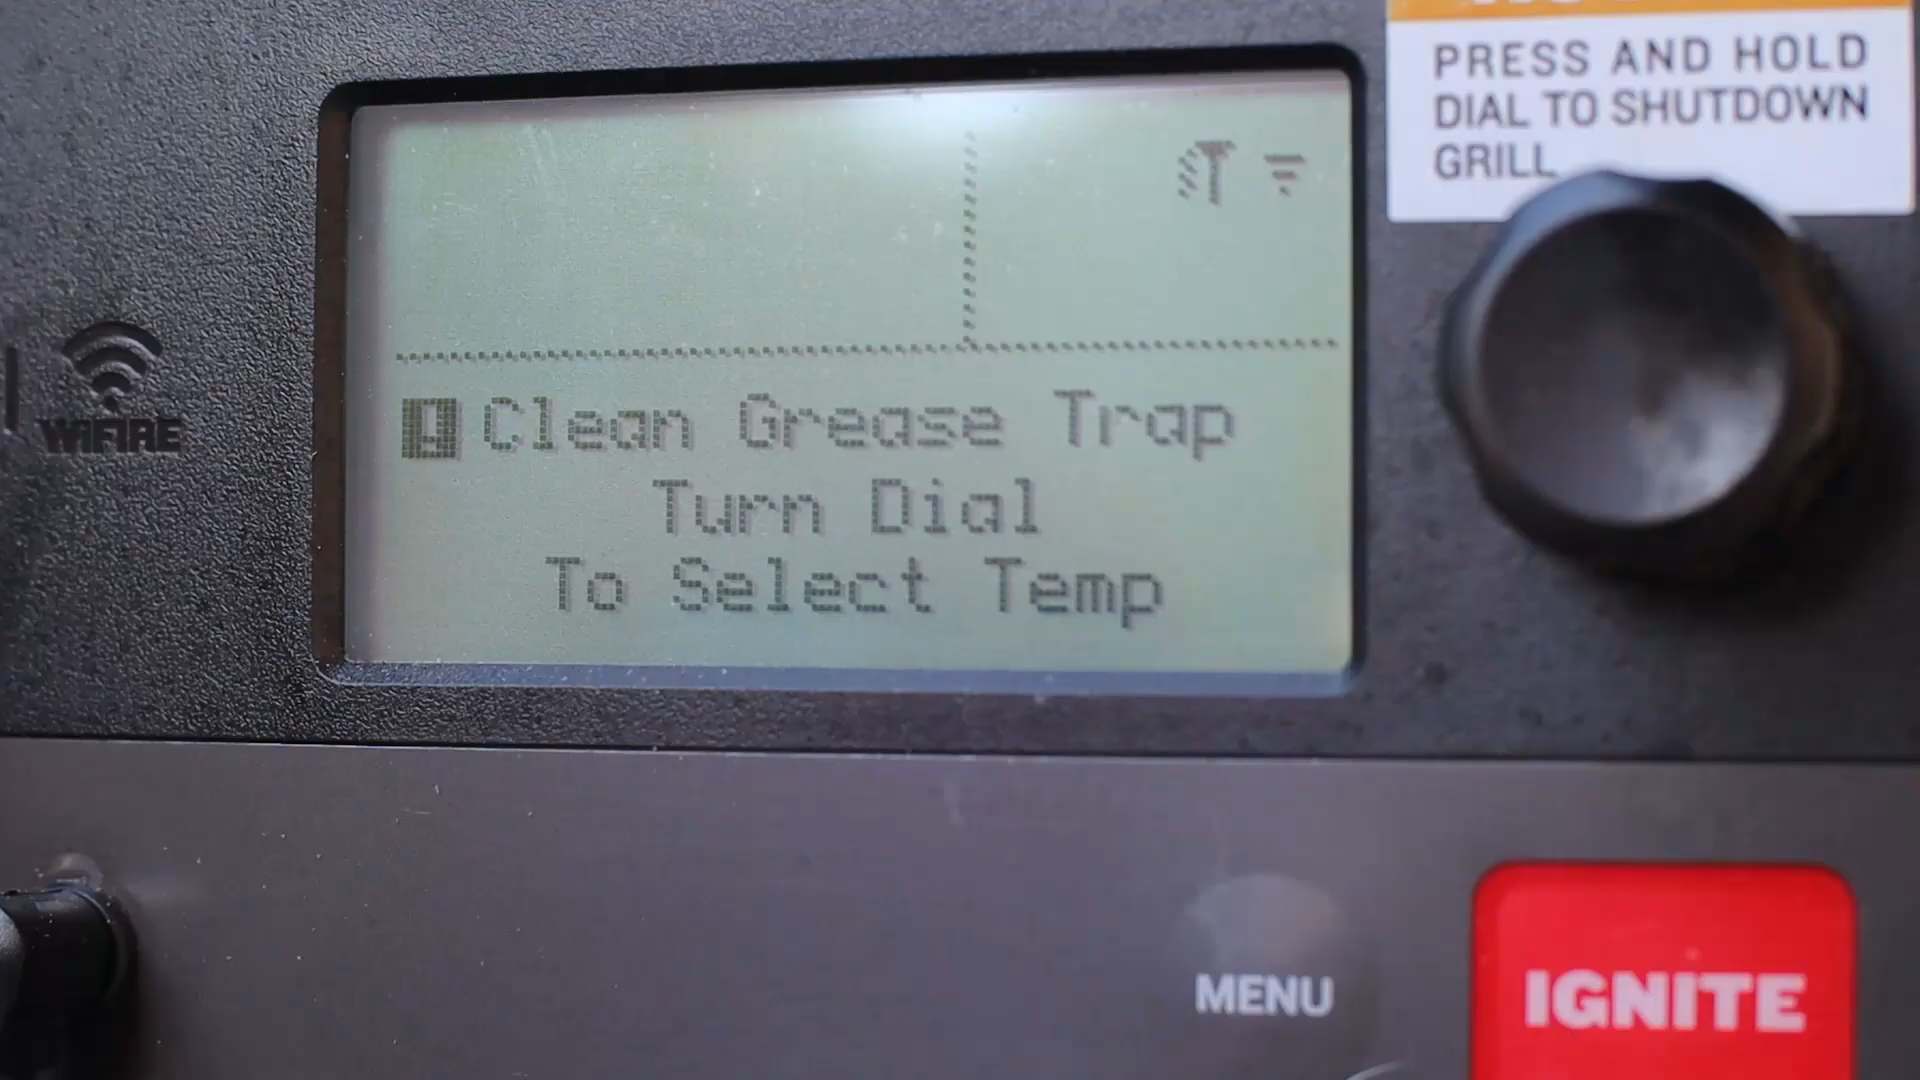 PRESS AND HOLD
DIAL TO SHUTDOWN
GRILL
WiFIRE
Clean Grease Trap
Turn Dial
To Select Temp
MENU
IGNITE